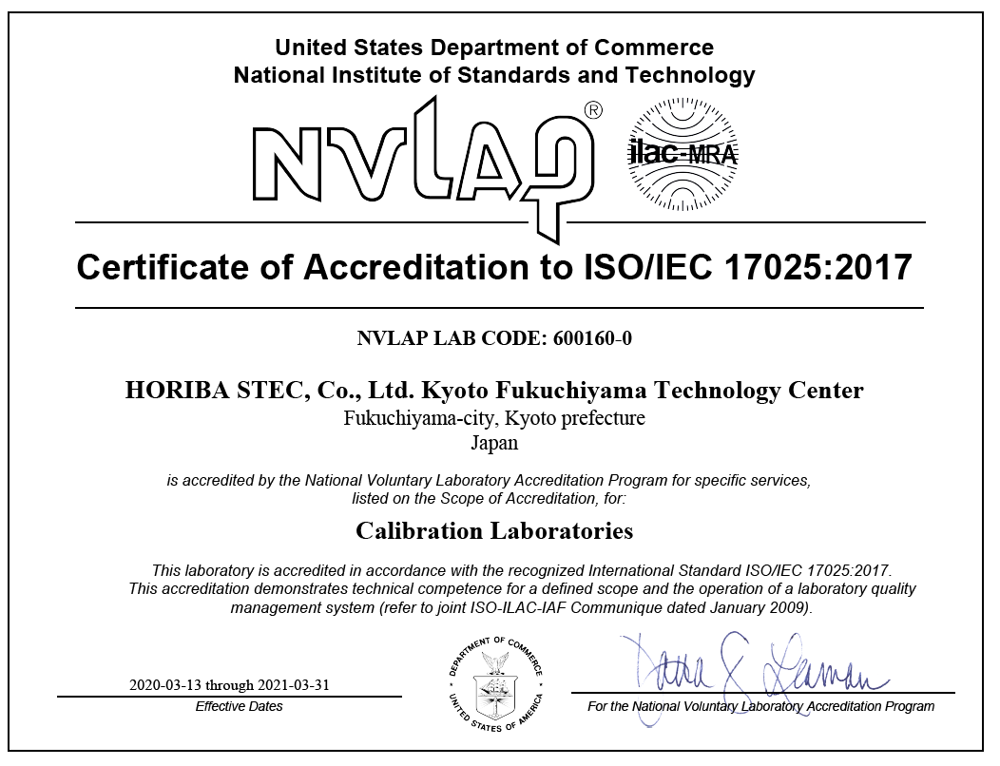 United States Department of Commerce
National Institute of Standards and Technology
NVLAP®
ilac-MRA
Certificate of Accreditation to ISO/IEC 17025:2017
NVLAP LAB CODE: 600160-0
HORIBA STEC, Co., Ltd. Kyoto Fukuchiyama Technology Center
Fukuchiyama-city, Kyoto prefecture
Japan
is accredited by the National Voluntary Laboratory Accreditation Program for specific services,
listed on the Scope of Accreditation, for:
Calibration Laboratories
This laboratory is accredited in accordance with the recognized International Standard ISO/IEC 17025:2017.
This accreditation demonstrates technical competence for a defined scope and the operation of a laboratory quality
management system (refer to joint ISO-ILAC-IAF Communique dated January 2009).
2020-03-13 through 2021-03-31
Effective Dates
DEPARTMENT OF COMMERCE
UNITED STATES OF AMERICA
For the National Voluntary Laboratory Accreditation Program